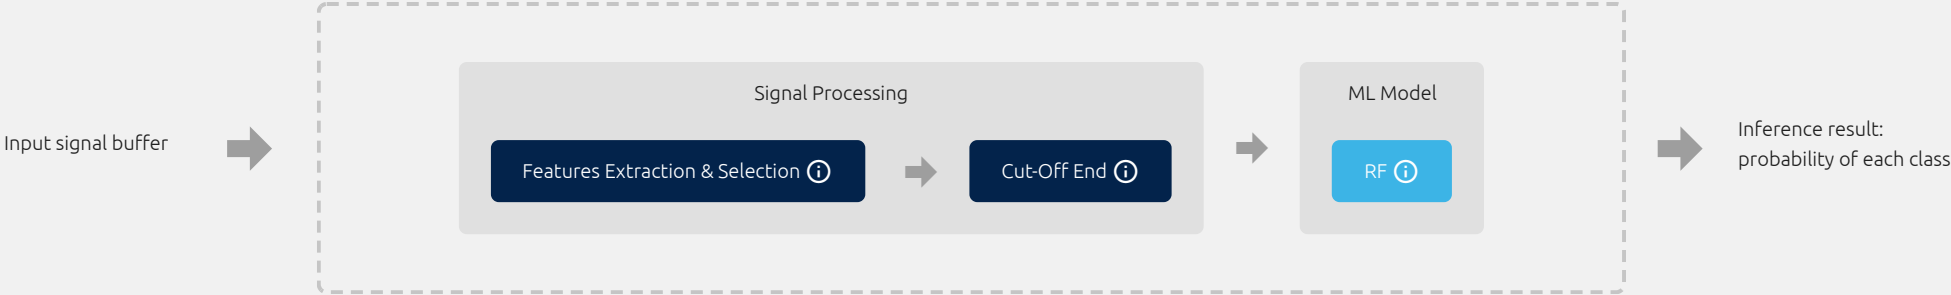 Input signal buffer
Signal Processing
Features Extraction & Selection
Cut-Off End
ML Model
RF
Inference result:
probability of each class